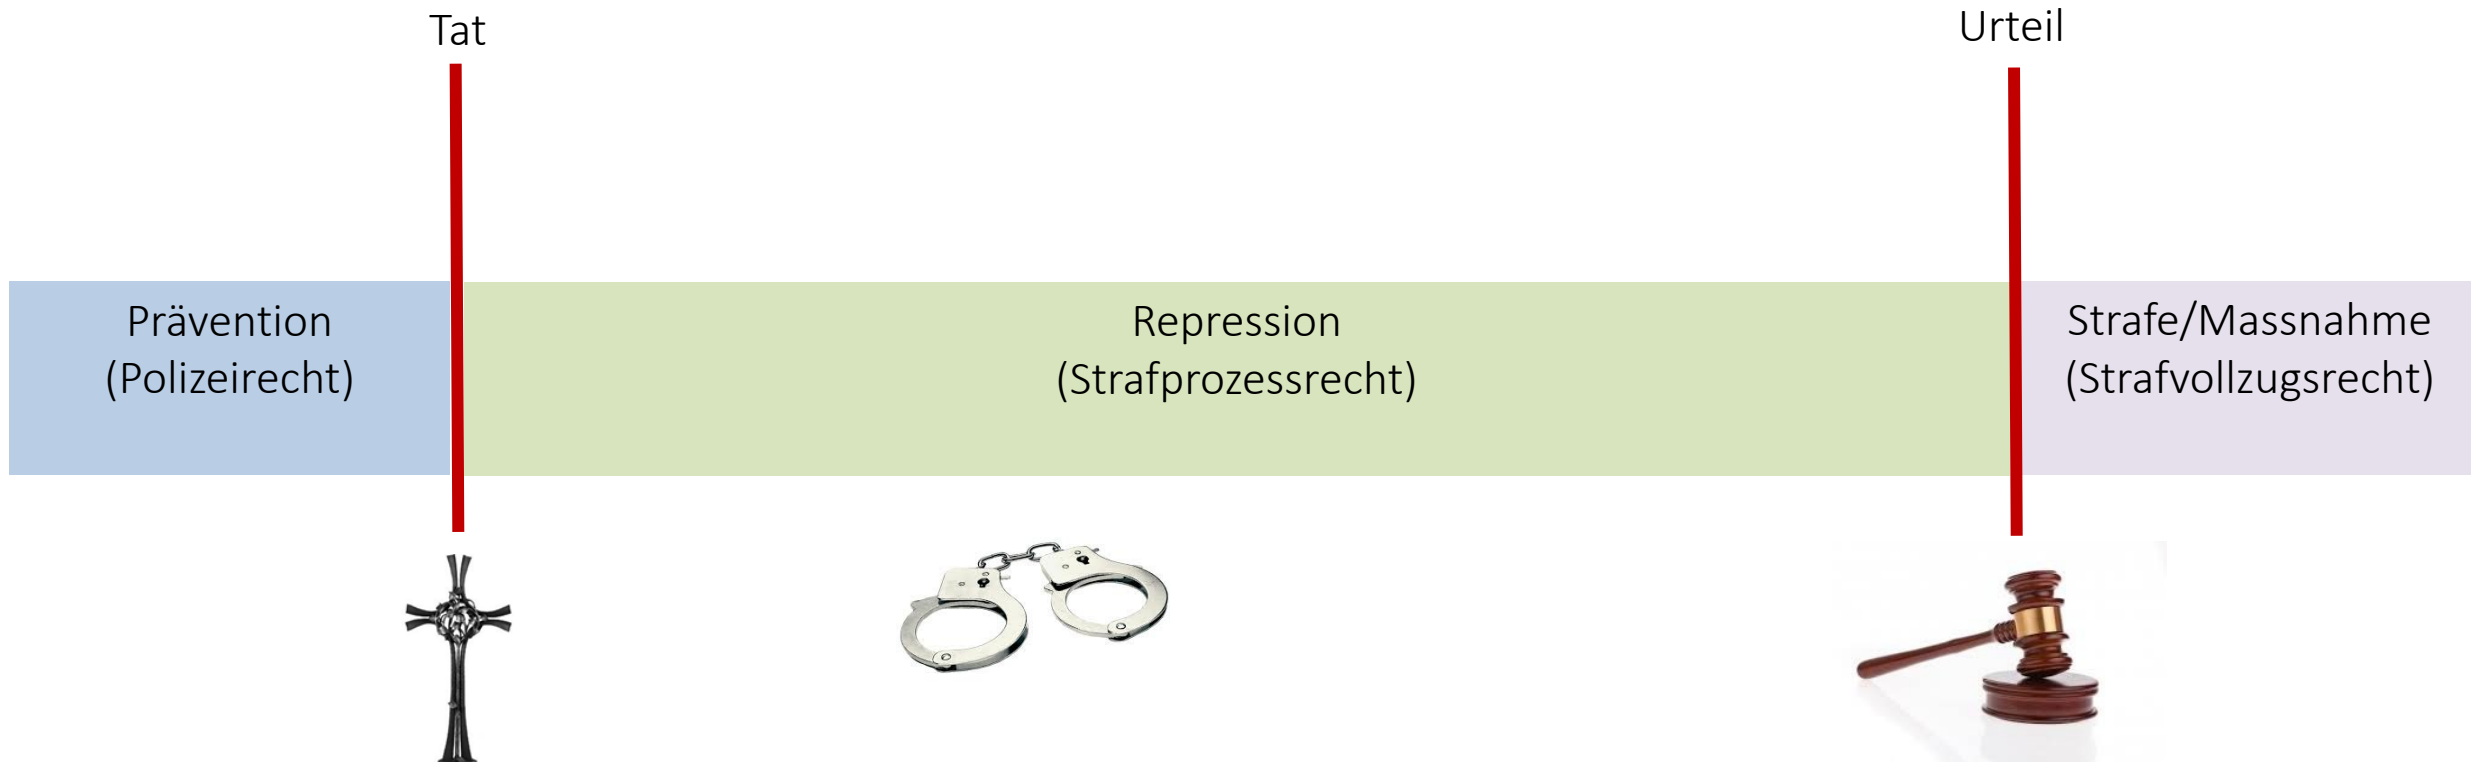 Tat
Urteil
Prävention
(Polizeirecht)
Repression
(Strafprozessrecht)
Strafe/Massnahme
(Strafvollzugsrecht)